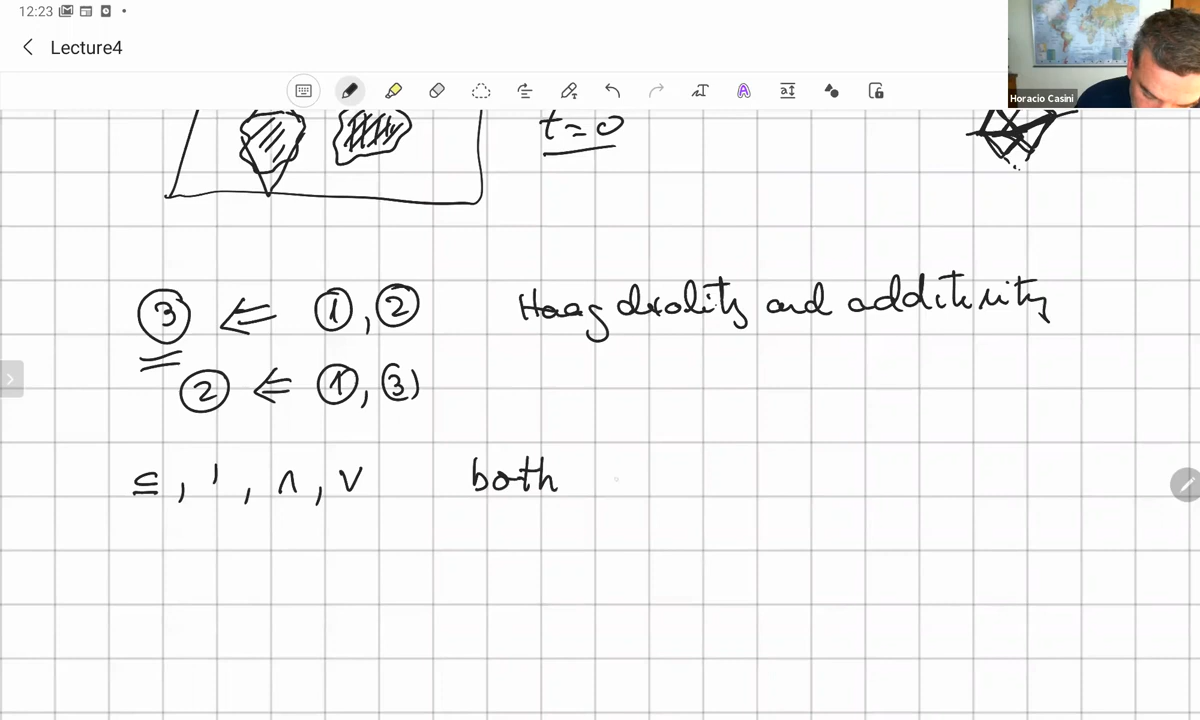 12:23
Lecture4
Horacio Casini
t=0
③ ⇐ ①, ② Haag duality and additivity
② ⇐ ①, ③
⊆, ', ∧, ∨ both